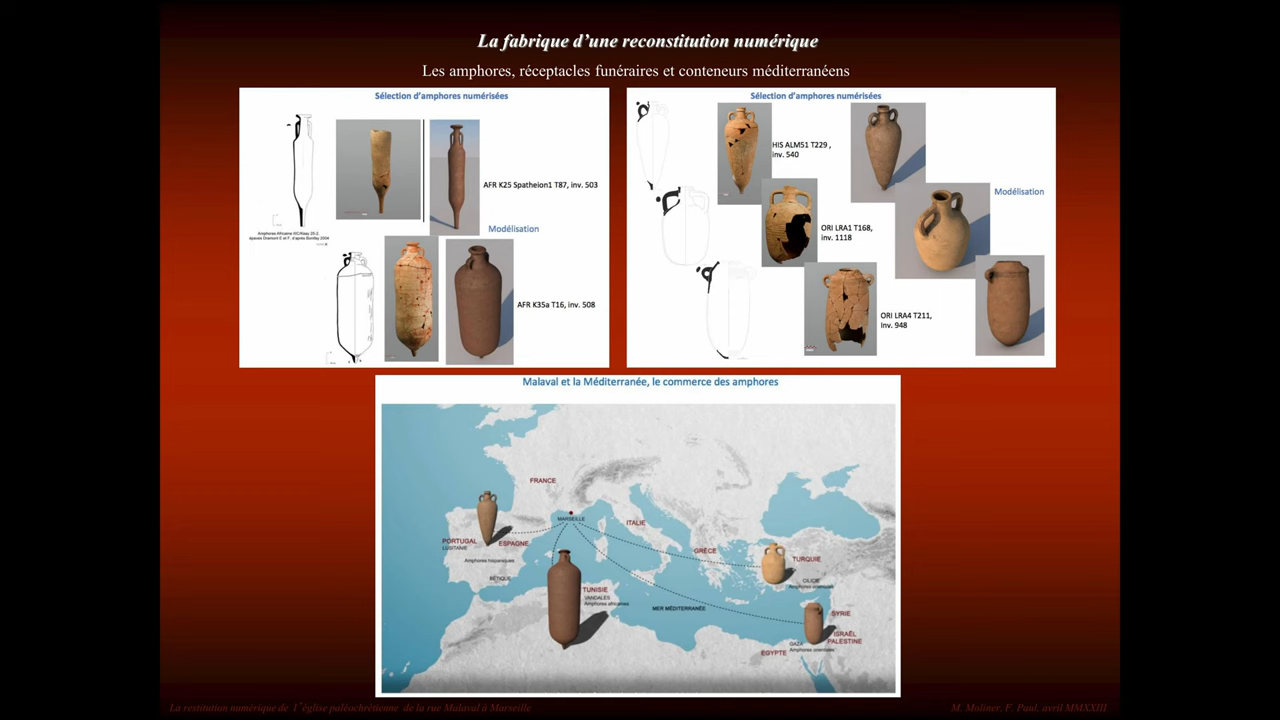 La fabrique d'une reconstitution numérique
Les amphores, réceptacles funéraires et conteneurs méditerranéens
Sélection d'amphores numérisées
AFR K25 Spatheion1 T87, inv. 503
Amphores Africaine
Modélisation
AFR K35a T16, inv. 508
Sélection d'amphores numérisées
HIS ALM51 T229 ,
inv. 540
Modélisation
ORI LRA1 T168,
inv. 1118
ORI LRA4 T211,
inv. 948
Malaval et la Méditerranée, le commerce des amphores
FRANCE
MARSEILLE
ITALIE
PORTUGAL
LUSITANIE
ESPAGNE
GRÈCE
Amphores hispaniques
TURQUIE
BÉTIQUE
CILICIE
Amphores orientales
TUNISIE
VANDALES
Amphores africaines
MER MÉDITERRANÉE
SYRIE
ISRAËL
PALESTINE
GAZA
Amphores orientales
EGYPTE
La restitution numérique de l'église paléochrétienne de la rue Malaval à Marseille
M. Moliner, F. Paul, avril MMXXIII